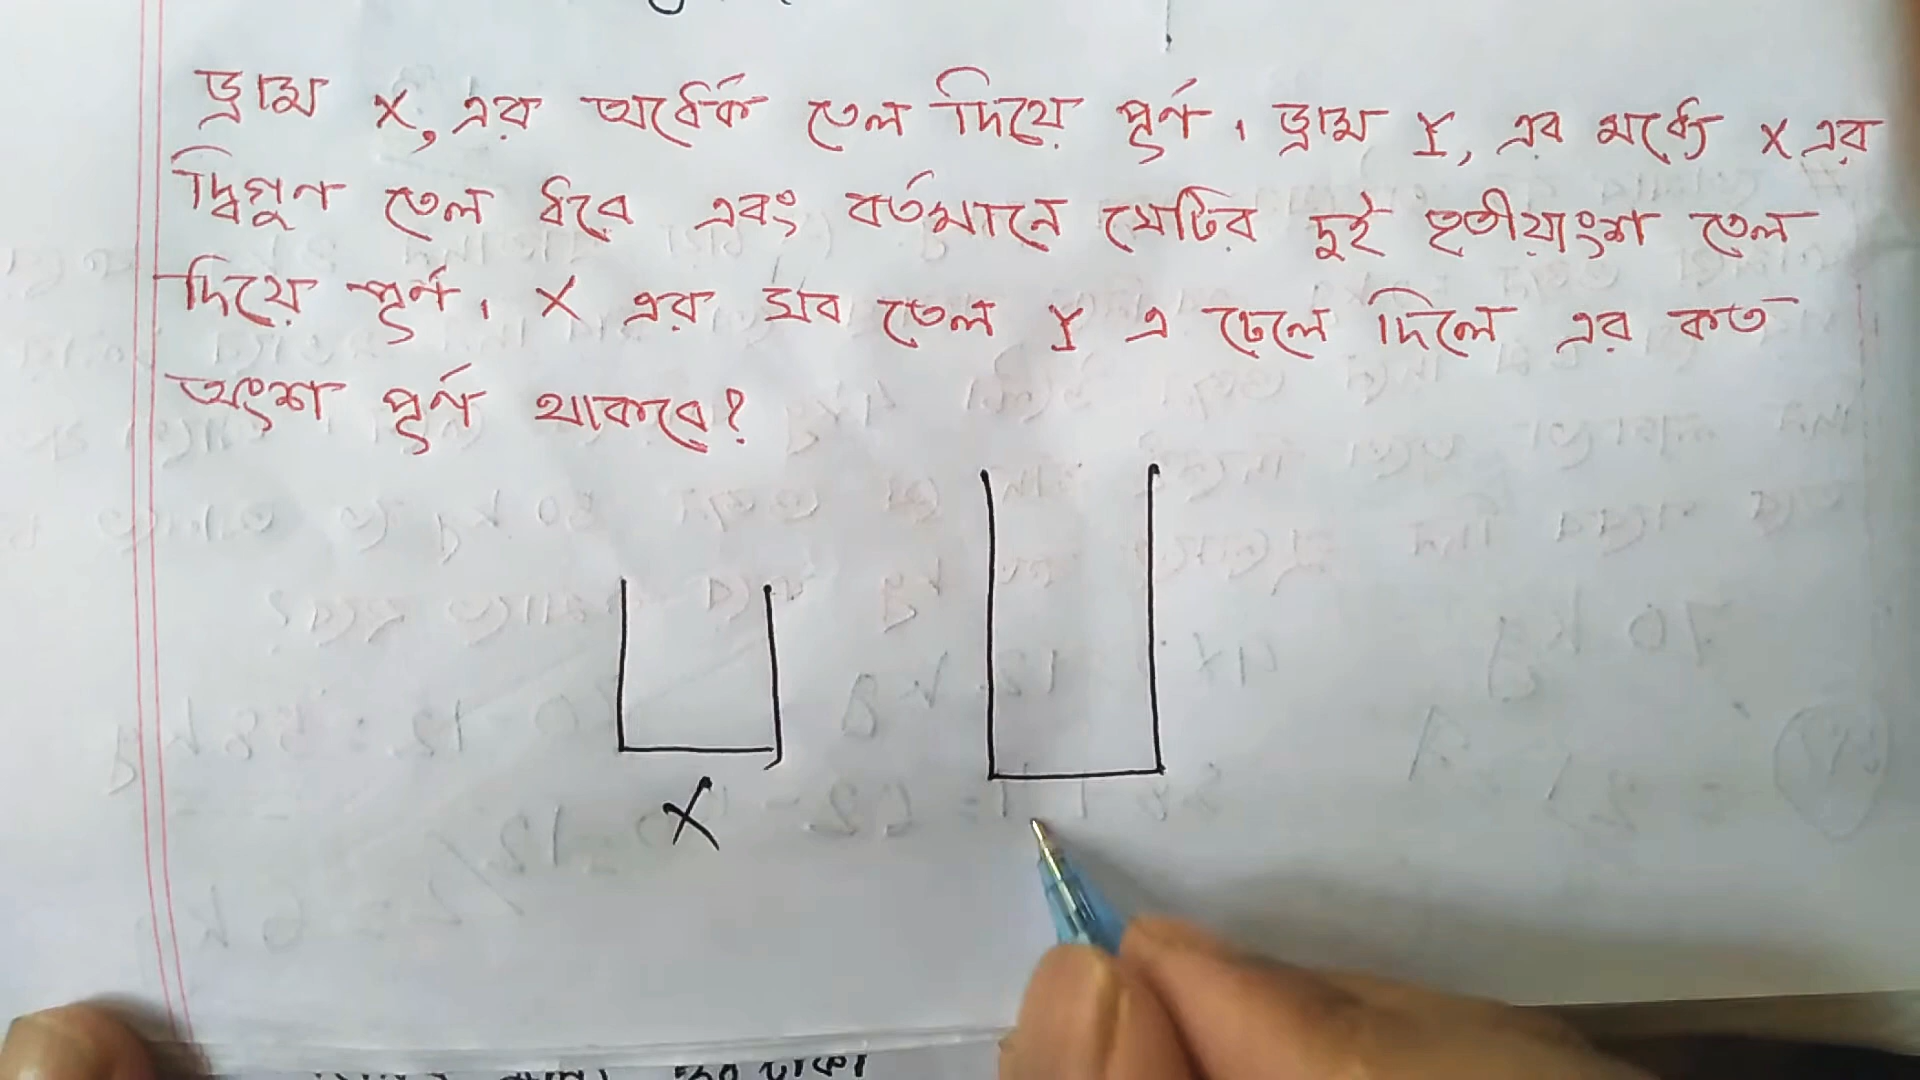 ড্রাম X, এর অর্ধেক তেল দিয়ে পূর্ণ। ড্রাম Y, এর মধ্যে X এর
দ্বিগুণ তেল ধরে এবং বর্তমানে সেটির দুই তৃতীয়াংশ তেল
দিয়ে পূর্ণ। X এর সব তেল Y এ ঢেলে দিলে এর কত
অংশ পূর্ণ থাকবে?
X